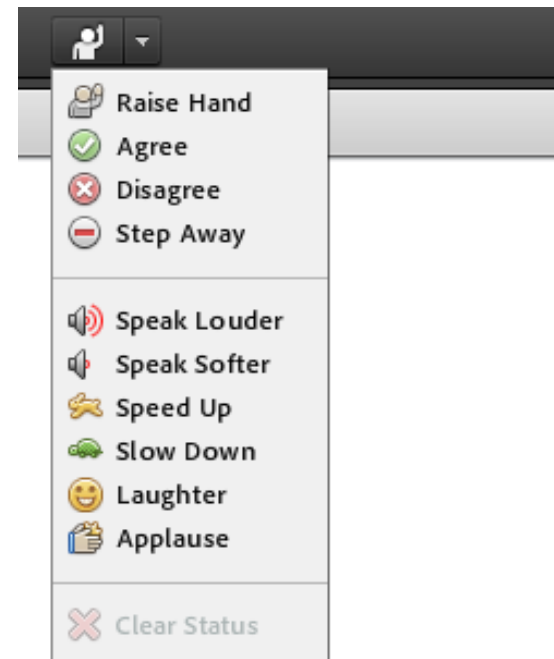 Raise Hand
Agree
Disagree
Step Away
Speak Louder
Speak Softer
Speed Up
Slow Down
Laughter
Applause
Clear Status